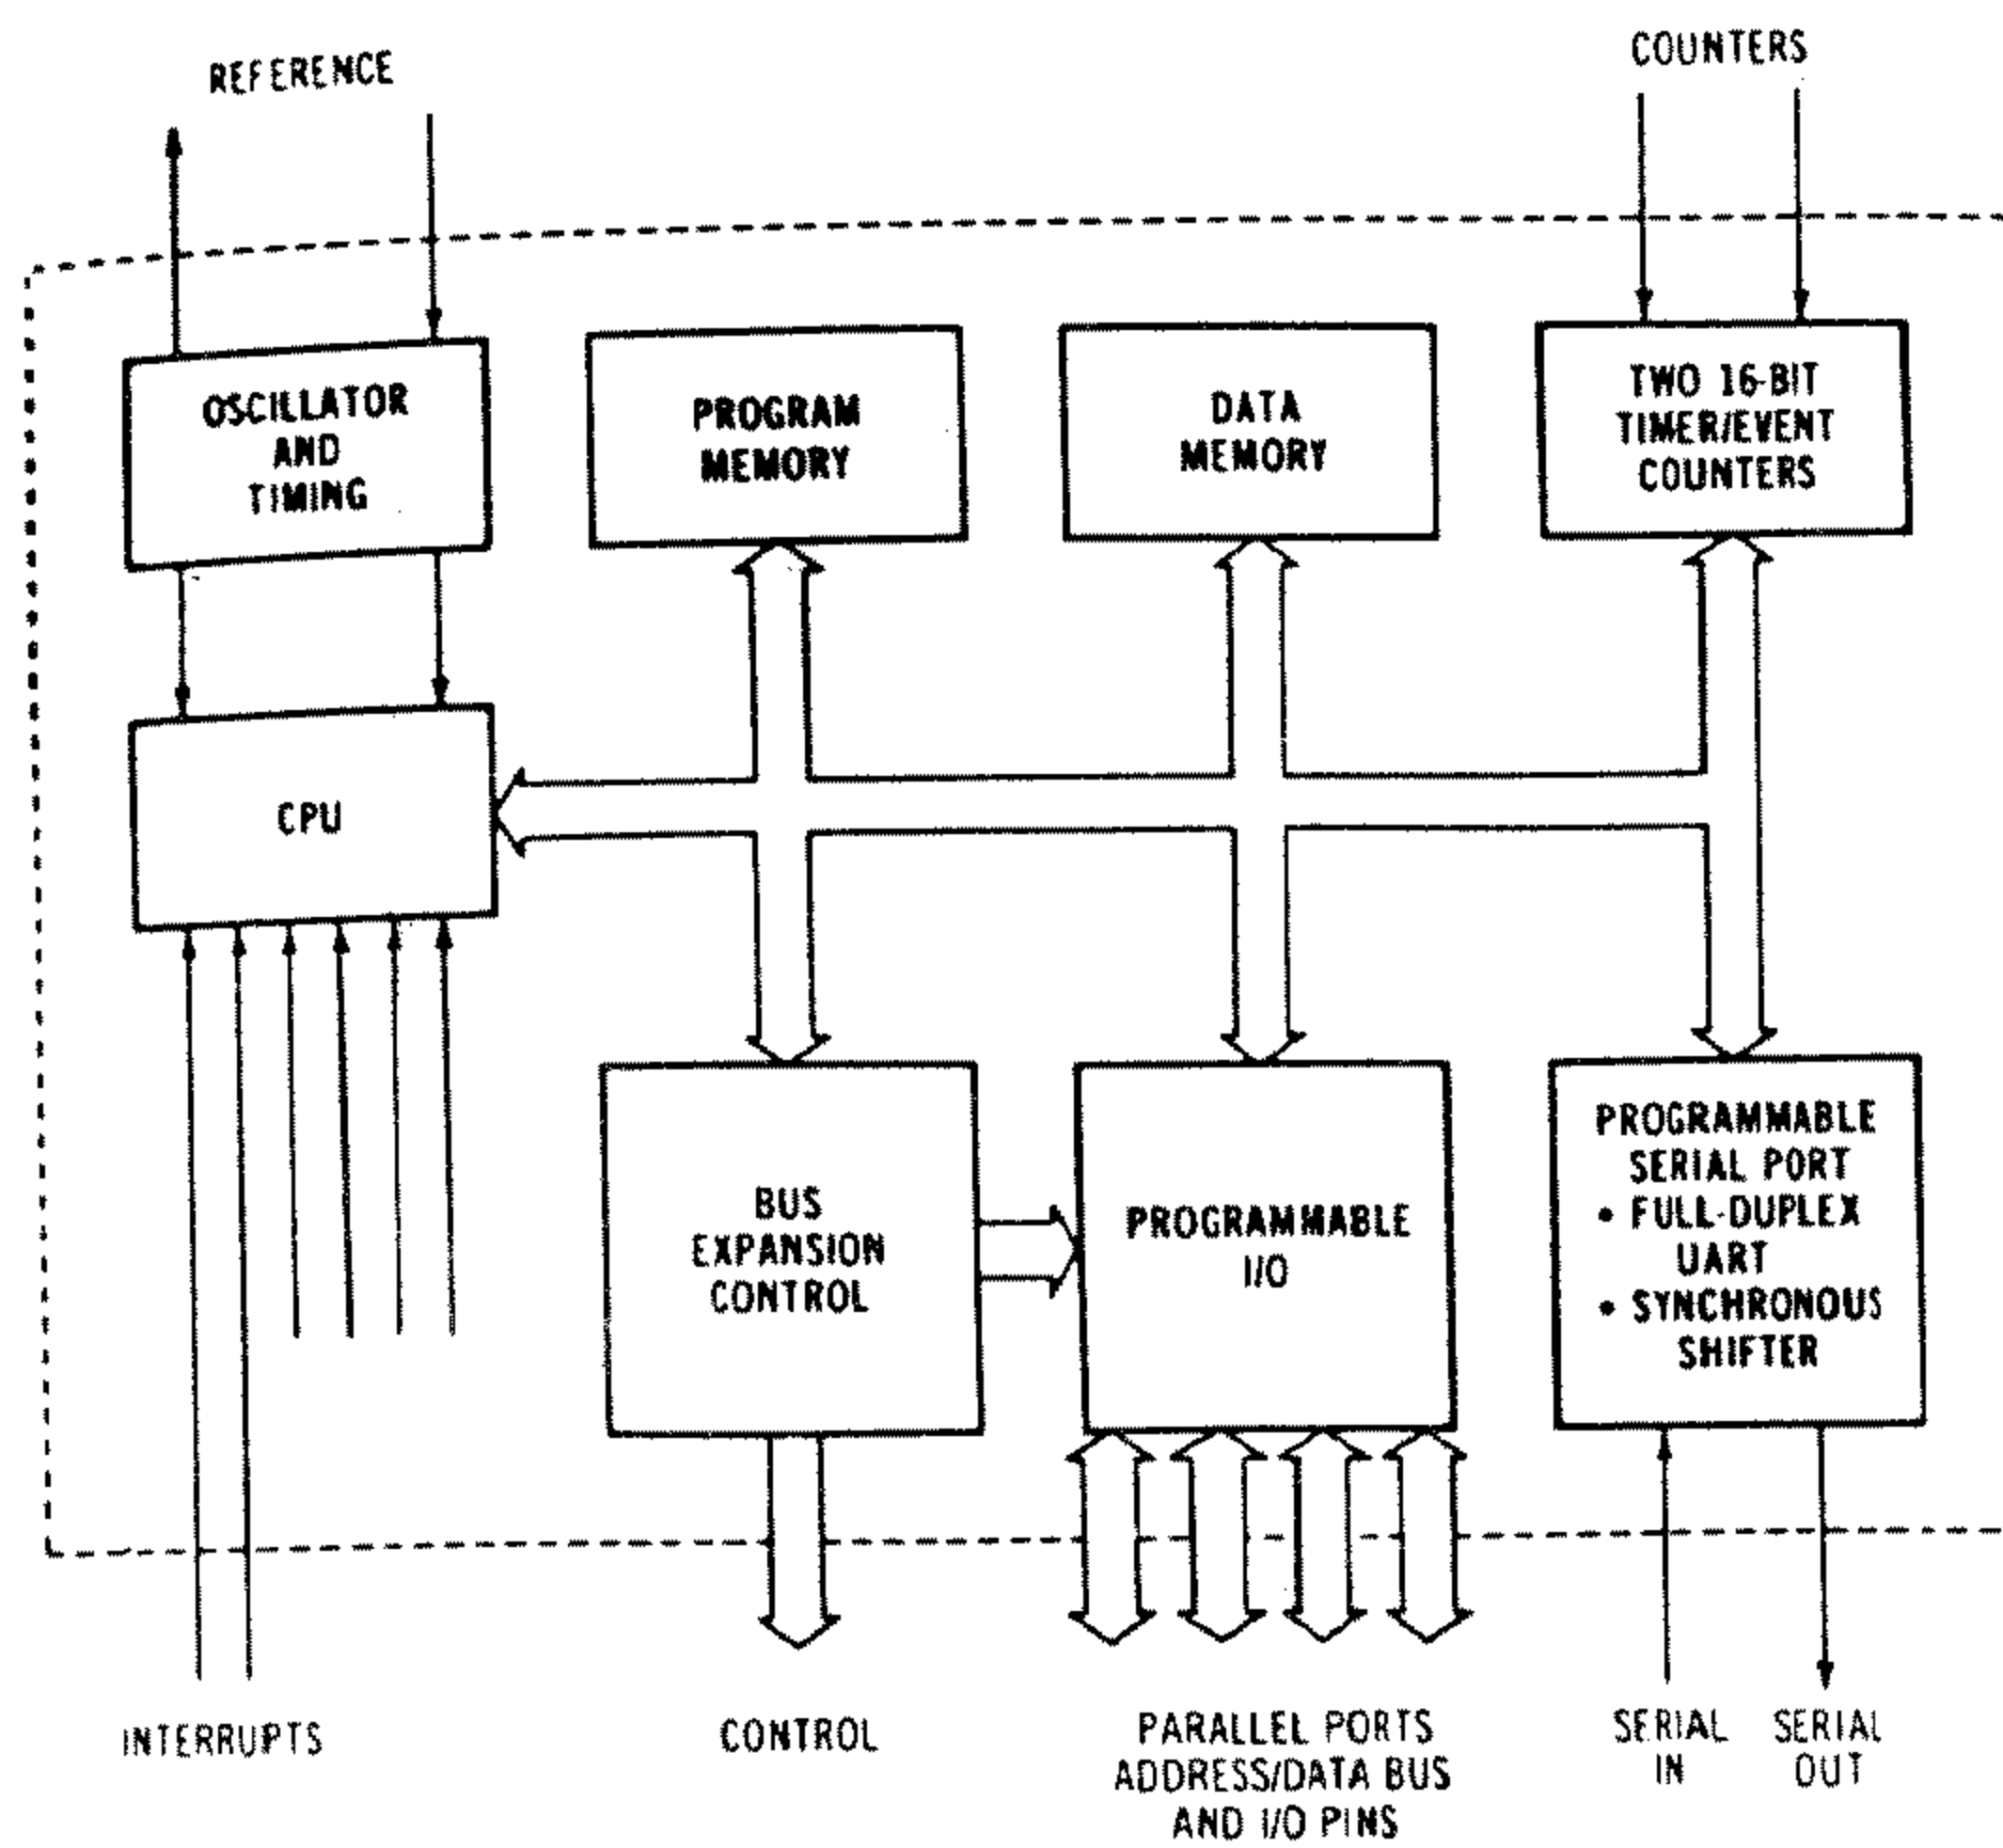 REFERENCE
COUNTERS
OSCILLATOR
AND
TIMING
PROGRAM
MEMORY
DATA
MEMORY
TWO 16-BIT
TIMER/EVENT
COUNTERS
CPU
BUS
EXPANSION
CONTROL
PROGRAMMABLE
I/O
PROGRAMMABLE
SERIAL PORT
• FULL-DUPLEX
UART
• SYNCHRONOUS
SHIFTER
INTERRUPTS
CONTROL
PARALLEL PORTS
ADDRESS/DATA BUS
AND I/O PINS
SERIAL
IN
SERIAL
OUT